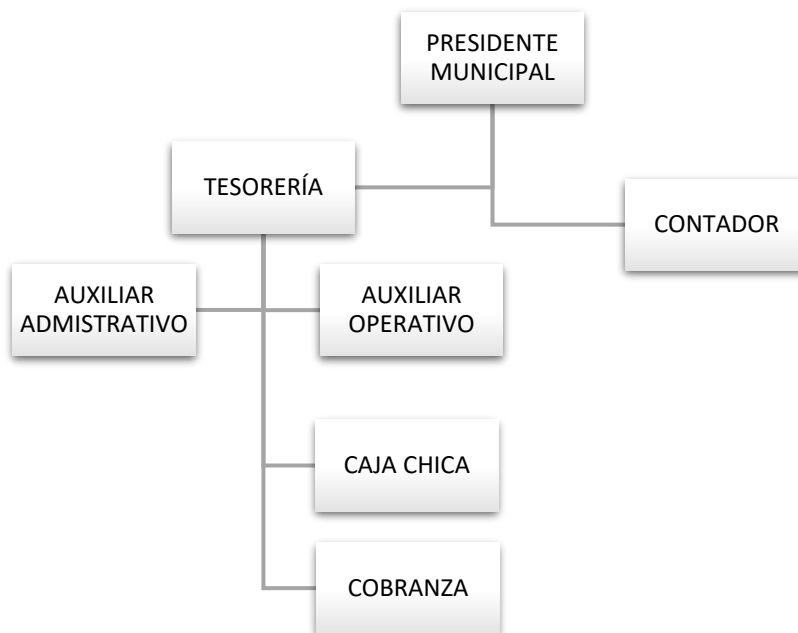 PRESIDENTE
MUNICIPAL
TESORERÍA
CONTADOR
AUXILIAR
ADMISTRATIVO
AUXILIAR
OPERATIVO
CAJA CHICA
COBRANZA